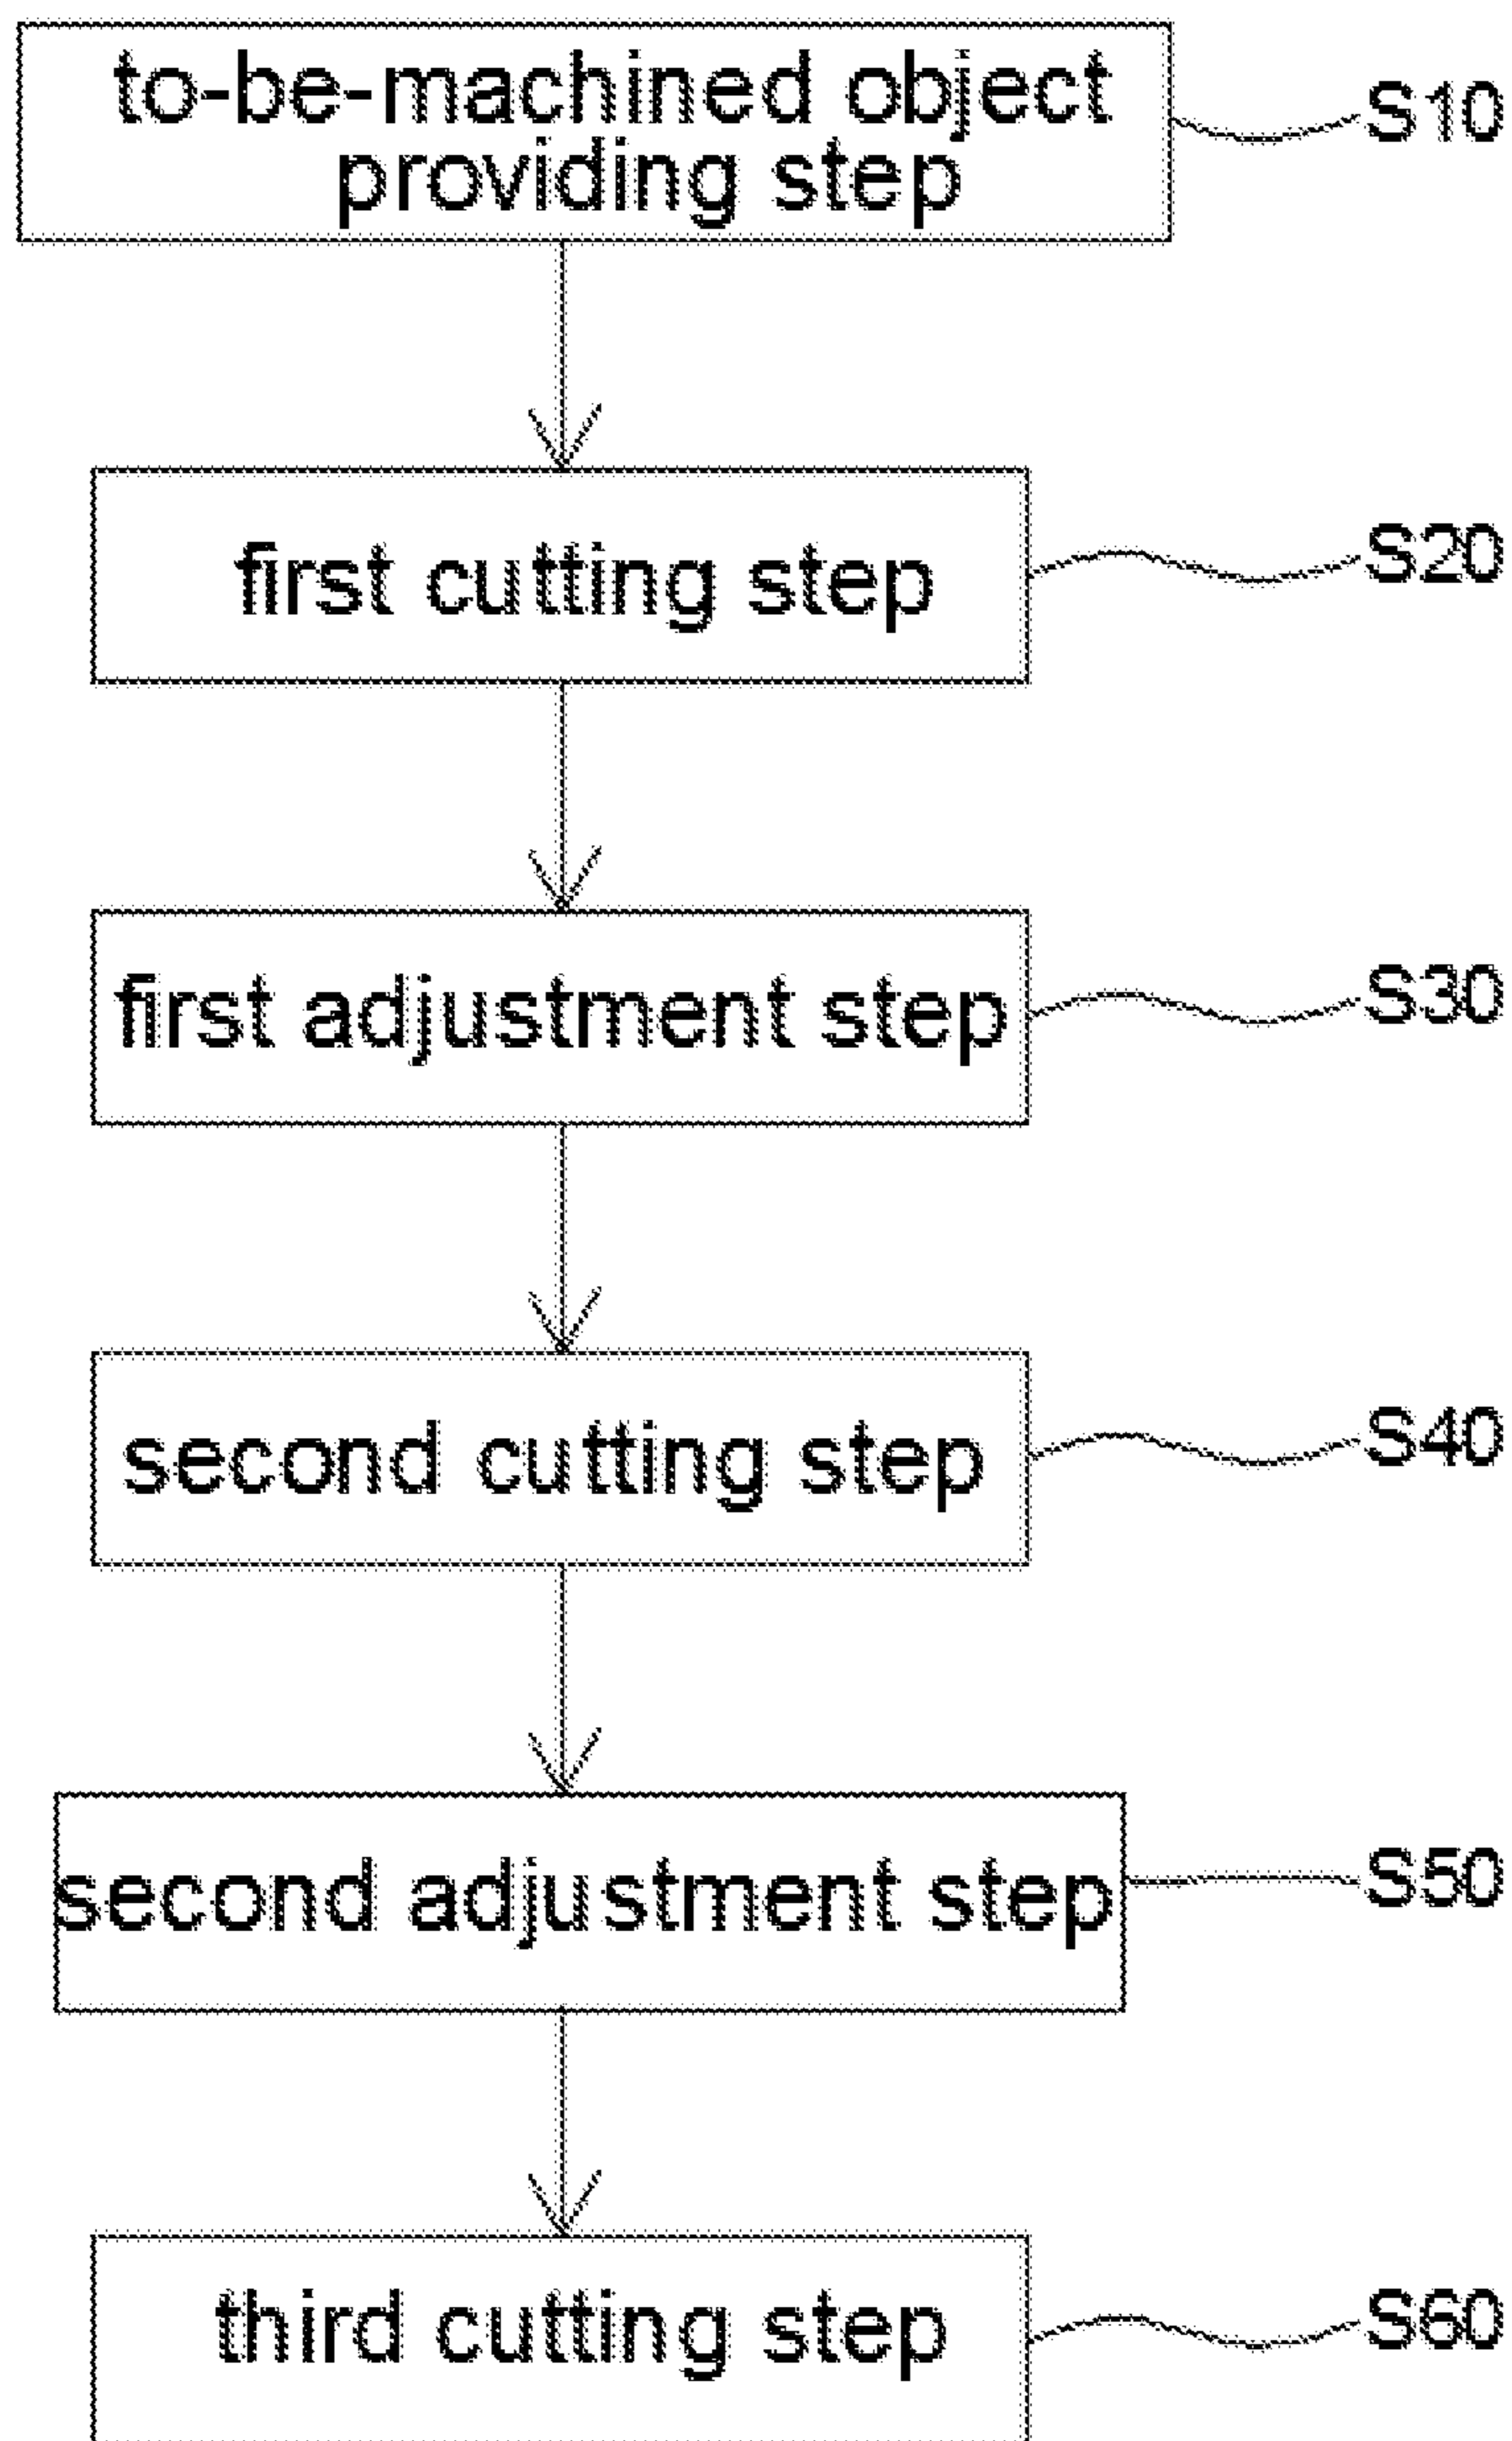 to-be-machined object
providing step
S10
first cutting step
S20
first adjustment step
S30
second cutting step
S40
second adjustment step
S50
third cutting step
S60